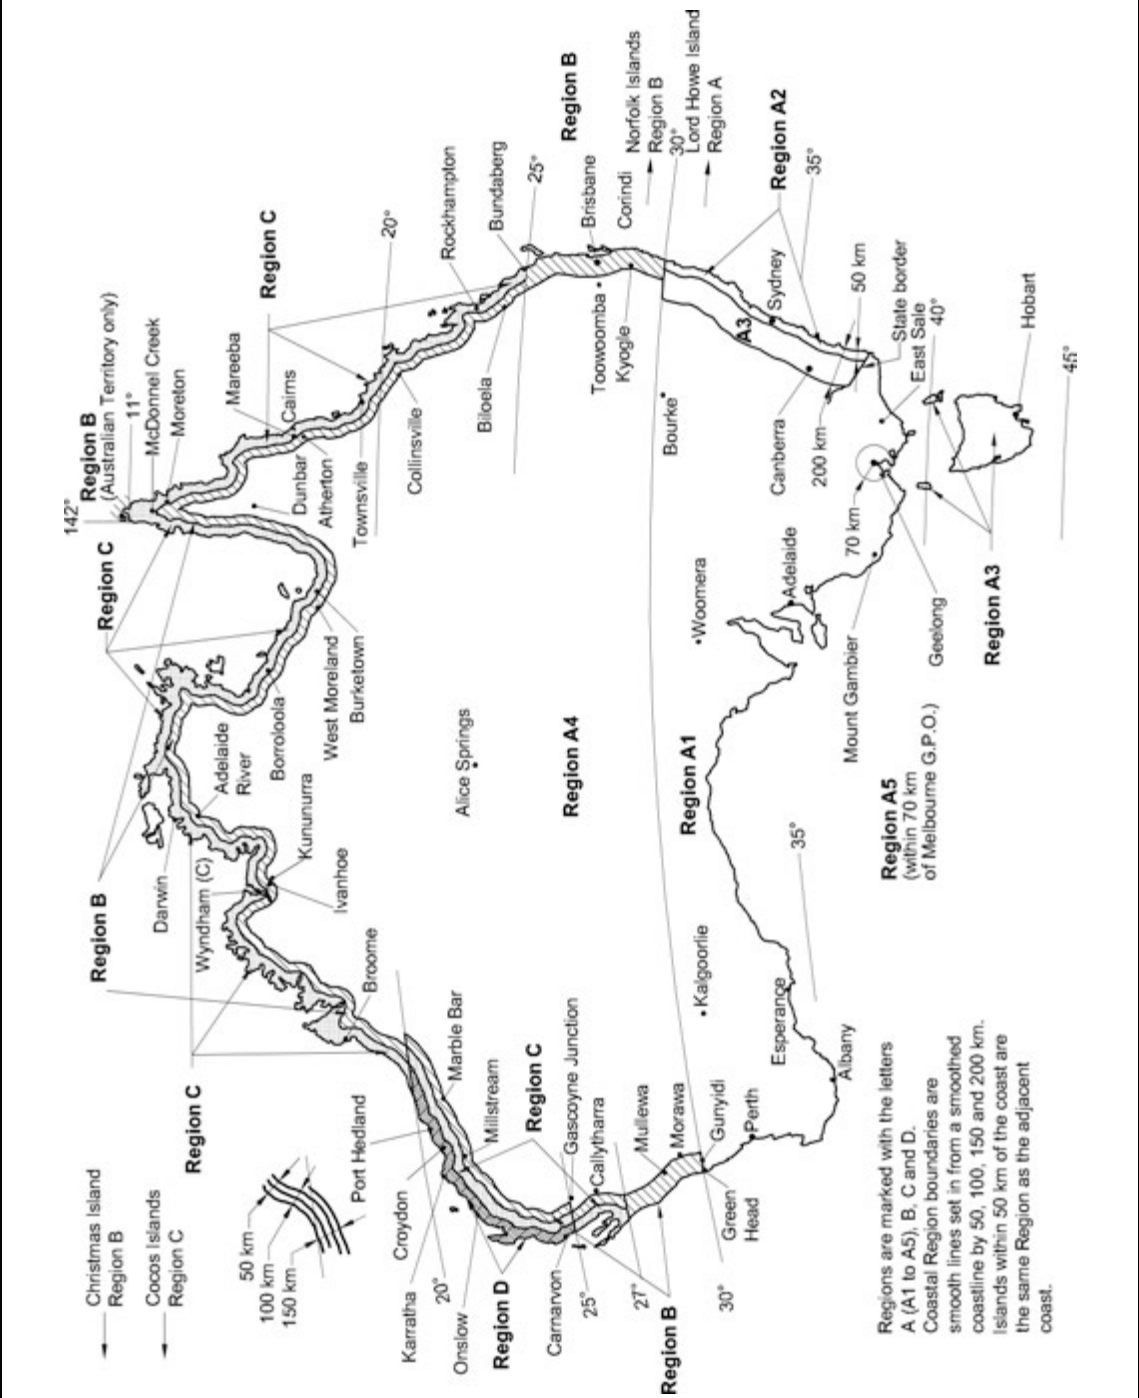 Christmas Island
Region B
Cocos Islands
Region C
50 km
100 km
150 km
Region C
Region B
Region C
142°
Region B
(Australian Territory only)
11°
McDonnel Creek
Moreton
Mareeba
Cairns
Region C
20°
Rockhampton
Bundaberg
25°
Region B
Brisbane
Corindi
Norfolk Islands
Region B
30°
Lord Howe Island
Region A
Region A2
35°
Darwin
Wyndham (C)
Adelaide
River
Borroloola
Kununurra
Ivanhoe
West Moreland
Burketown
Dunbar
Atherton
Townsville
Collinsville
Biloela
Toowoomba
Kyogle
Broome
Port Hedland
Croydon
Karratha
20°
Onslow
Region D
Carnarvon
25°
27°
Region B
30°
Marble Bar
Millstream
Region C
Gascoyne Junction
Callytharra
Mullewa
Morawa
Gunyidi
Green
Head
Perth
Alice Springs
Region A4
Region A1
Bourke
Woomera
Kalgoorlie
Esperance
Albany
35°
Adelaide
Canberra
A3
Sydney
200 km
50 km
70 km
State border
East Sale
40°
Hobart
45°
Mount Gambier
Geelong
Region A3
Region A5
(within 70 km
of Melbourne G.P.O.)
Regions are marked with the letters
A (A1 to A5), B, C and D.
Coastal Region boundaries are
smooth lines set in from a smoothed
coastline by 50, 100, 150 and 200 km.
Islands within 50 km of the coast are
the same Region as the adjacent
coast.